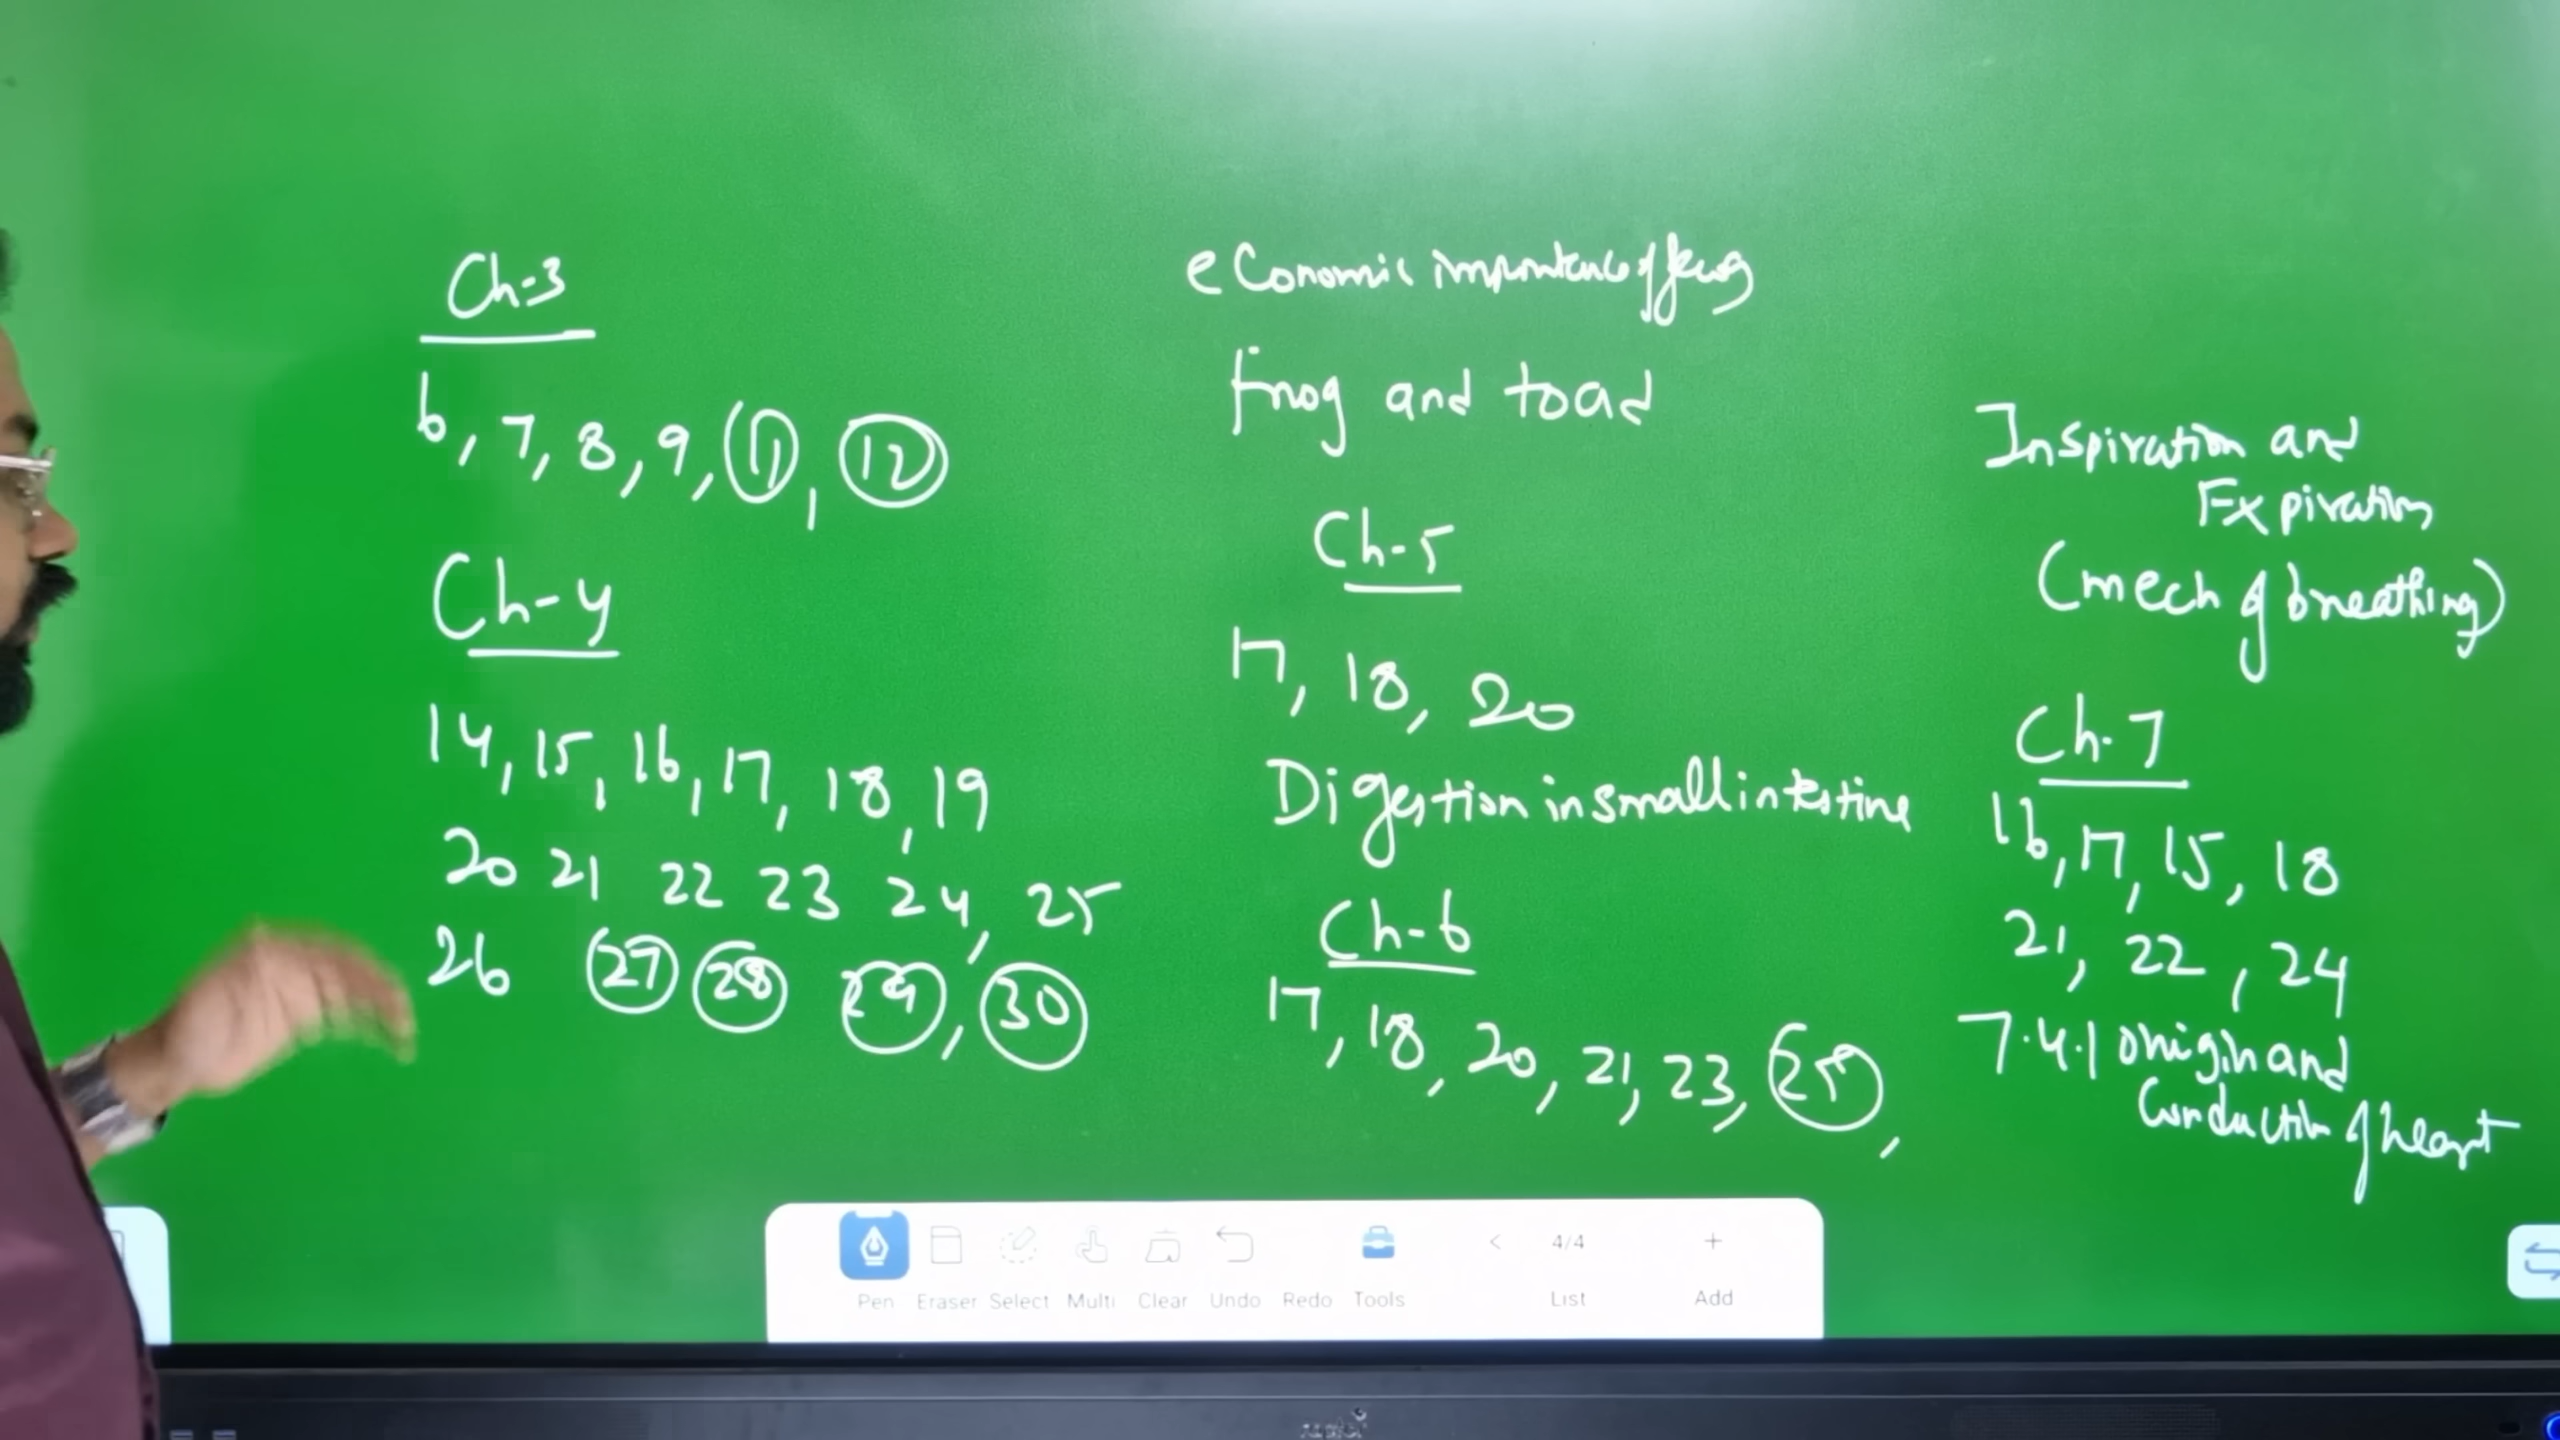 Ch-3
6, 7, 8, 9, 11, 12
Ch-4
14, 15, 16, 17, 18, 19
20 21 22 23 24, 25
26 27 28 29, 30
economic importance of frog
frog and toad
Ch-5
17, 18, 20
Digestion in small intestine
Ch-6
17, 18, 20, 21, 23, 25,
Inspiration and
Expiration
(mech of breathing)
Ch-7
16, 17, 15, 18
21, 22, 24
7.4.1 origin and
Conduction of heart
Pen Eraser Select Multi Clear Undo Redo Tools
< 4/4 +
List Add